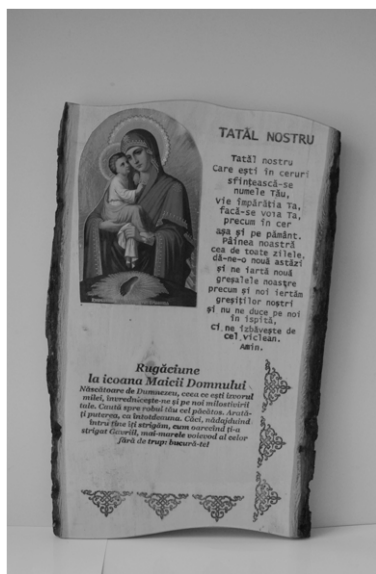 TATĂL NOSTRU
Tatăl nostru
Care ești în ceruri
sfințească-se
numele Tău,
Vie împărăția Ta,
facă-se voia Ta,
precum în cer
așa și pe pământ.
Pâinea noastră
cea de toate zilele,
dă-ne-o nouă astăzi
și ne iartă nouă
greșalele noastre
precum și noi iertăm
greșiților noștri
și nu ne duce pe noi
în ispită,
ci ne izbăvește de
cel viclean.
Amin.
Rugăciune
la icoana Maicii Domnului
Născătoare de Dumnezeu, ceea ce ești izvorul
milei, învrednicește-ne și pe noi milostivirii
tale. Caută spre robul tău cel păcătos. Arată-
ți puterea, ca întotdeauna. Căci, nădăjduind
întru tine îți strigăm, cum oarecind ți-a
strigat Gavriil, mai-marele voievod al celor
fără de trup: bucură-te!